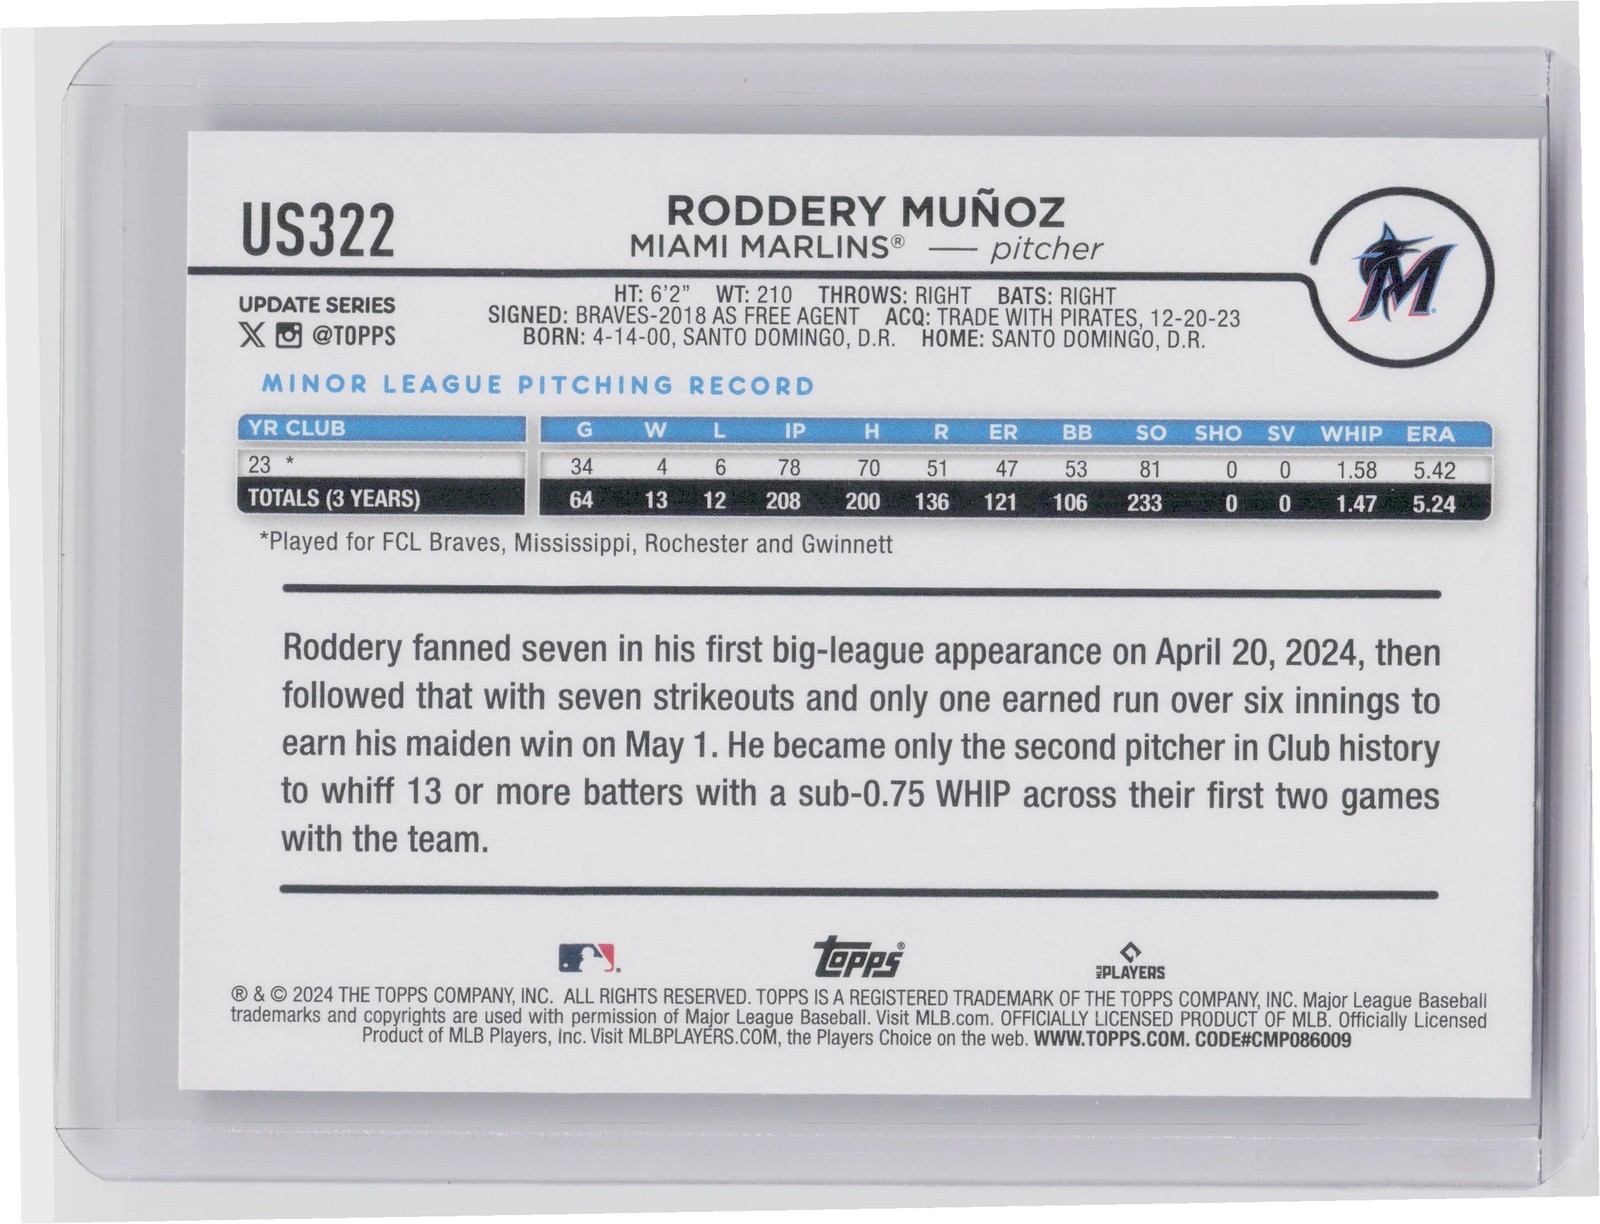 US322
RODDERY MUÑOZ
MIAMI MARLINS® — pitcher
UPDATE SERIES
@TOPPS
HT: 6'2" WT: 210 THROWS: RIGHT BATS: RIGHT
SIGNED: BRAVES-2018 AS FREE AGENT ACQ: TRADE WITH PIRATES, 12-20-23
BORN: 4-14-00, SANTO DOMINGO, D.R. HOME: SANTO DOMINGO, D.R.
MINOR LEAGUE PITCHING RECORD
YR CLUB G W L IP H R ER BB SO SHO SV WHIP ERA
23 * 34 4 6 78 70 51 47 53 81 0 0 1.58 5.42
TOTALS (3 YEARS) 64 13 12 208 200 136 121 106 233 0 0 1.47 5.24
*Played for FCL Braves, Mississippi, Rochester and Gwinnett
Roddery fanned seven in his first big-league appearance on April 20, 2024, then
followed that with seven strikeouts and only one earned run over six innings to
earn his maiden win on May 1. He became only the second pitcher in Club history
to whiff 13 or more batters with a sub-0.75 WHIP across their first two games
with the team.
Topps®
MLB PLAYERS
® & © 2024 THE TOPPS COMPANY, INC. ALL RIGHTS RESERVED. TOPPS IS A REGISTERED TRADEMARK OF THE TOPPS COMPANY, INC. Major League Baseball
trademarks and copyrights are used with permission of Major League Baseball. Visit MLB.com. OFFICIALLY LICENSED PRODUCT OF MLB. Officially Licensed
Product of MLB Players, Inc. Visit MLBPLAYERS.COM, the Players Choice on the web. WWW.TOPPS.COM. CODE#CMP086009